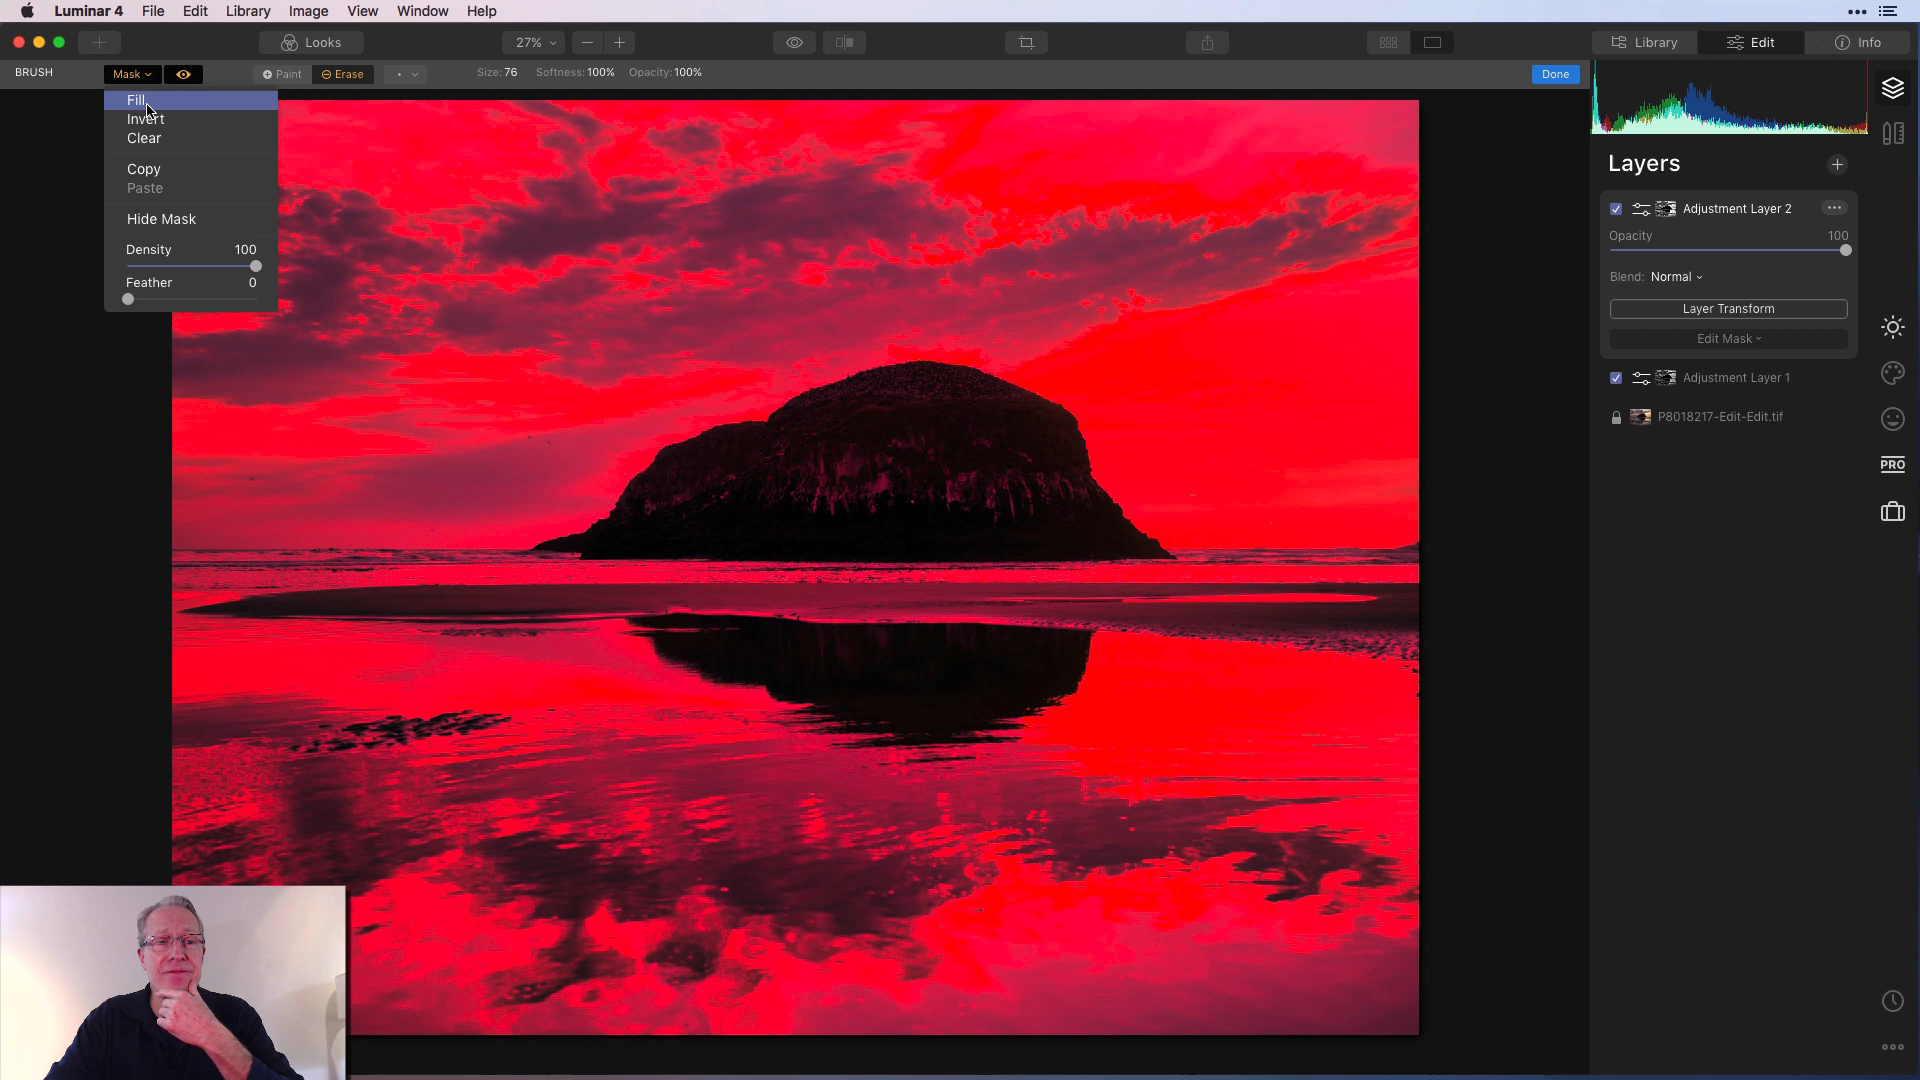 Luminar 4 File Edit Library Image View Window Help
Looks 27% Library Edit Info
BRUSH Mask Paint Erase Size:76 Softness:100% Opacity:100% Done
Fill
Invert
Clear
Copy
Paste
Hide Mask
Density 100
Feather 0
Layers
Adjustment Layer 2
Opacity 100
Blend: Normal
Layer Transform
Edit Mask
Adjustment Layer 1
P8018217-Edit-Edit.tif
PRO